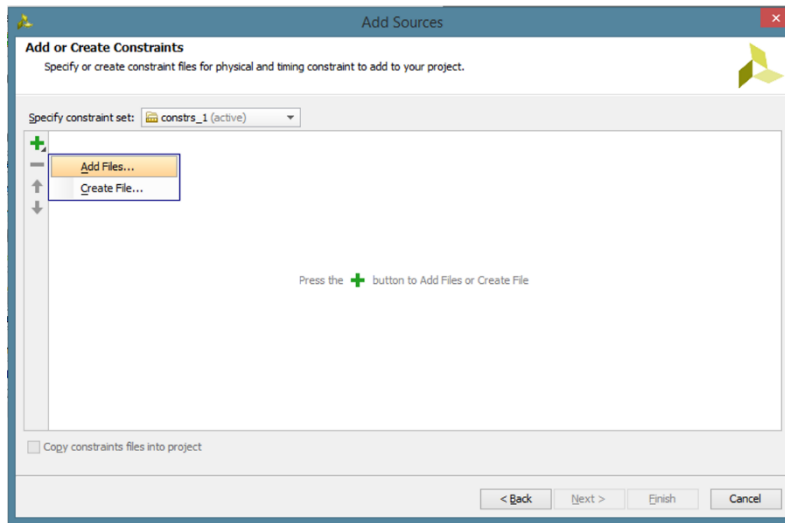 Add Sources
Add or Create Constraints
Specify or create constraint files for physical and timing constraint to add to your project.
Specify constraint set: constrs_1 (active)
Add Files...
Create File...
Press the button to Add Files or Create File
Copy constraints files into project
< Back Next > Finish Cancel